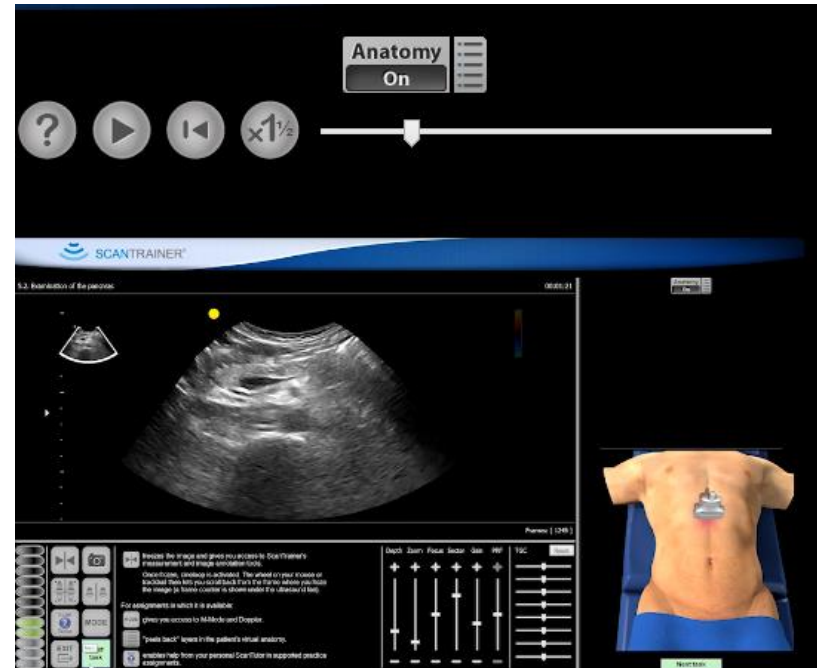 Anatomy
On
?
x1½
SCANTRAINER®
5.2. Examination of the pancreas
00:01:21
Anatomy
On
Frames [ 1249 ]
freezes the image and gives you access to ScanTrainer's
measurement and image annotation tools.
Once frozen, cineloop is activated. The wheel on your mouse or
trackball then lets you scroll back from the frame where you froze
the image (a frame counter is shown under the ultrasound fan).
For assignments in which it is available:
gives you access to M-Mode and Doppler.
"peels back" layers in the patient's virtual anatomy.
enables help from your personal ScanTutor in supported practice
assignments.
MODE
EXIT
task
Depth Zoom Focus Sector Gain PRF
TGC
Reset
Next task